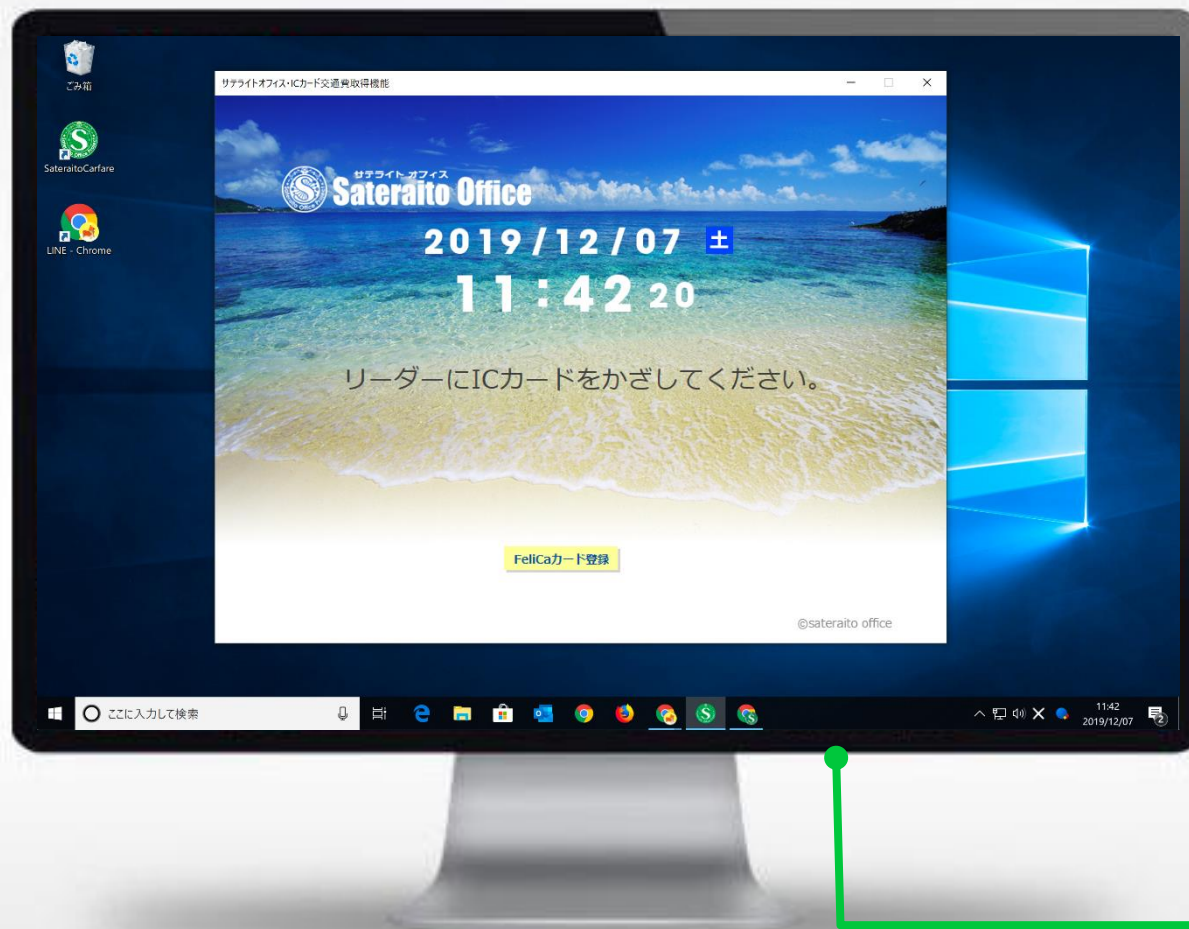 ごみ箱
SateraitoCarfare
LINE - Chrome
サテライトオフィス・ICカード交通費取得機能
サテライト オフィス
Sateraito Office
2019/12/07 土
11:42 20
リーダーにICカードをかざしてください。
FeliCaカード登録
©sateraito office
ここに入力して検索
11:42
2019/12/07
2